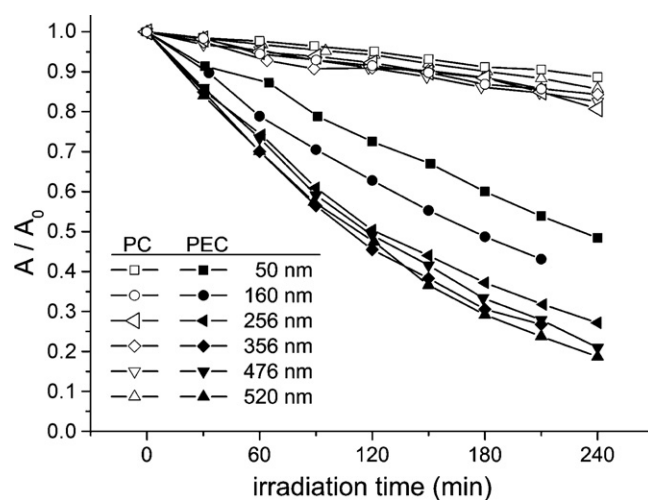 1.0
0.9
0.8
0.7
0.6
0.5
0.4
0.3
0.2
0.1
0.0
A / A0
PC PEC
50 nm
160 nm
256 nm
356 nm
476 nm
520 nm
0 60 120 180 240
irradiation time (min)